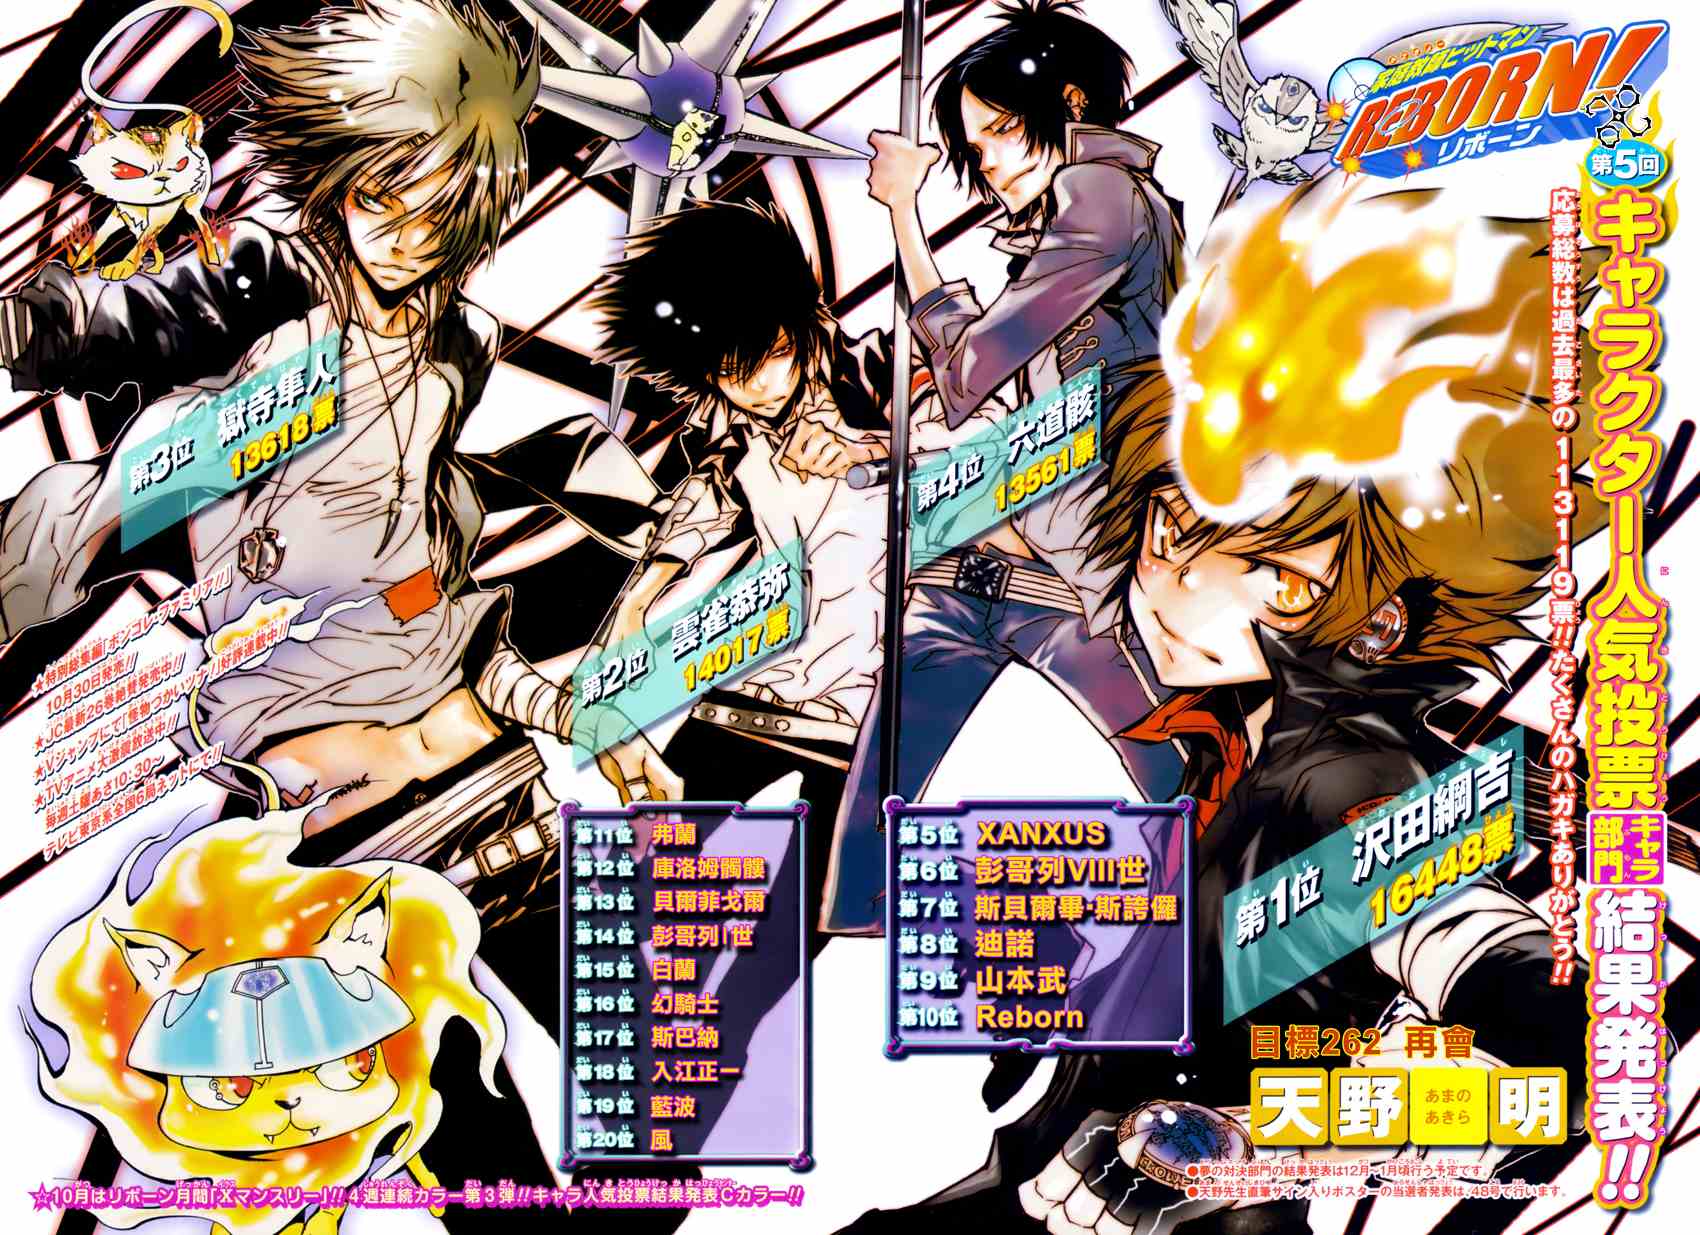 家庭教師ヒットマン
REBORN!
リボーン
第5回
キャラクター人気投票
キャラ部門
結果発表!!
応募総数は過去最多の113119票!!たくさんのハガキありがとう!!
第1位
沢田綱吉
16448票
第4位
六道骸
13561票
第2位
雲雀恭弥
14017票
第3位
獄寺隼人
13618票
第5位 XANXUS
第6位 彭哥列VIII世
第7位 斯貝爾畢·斯誇儸
第8位 迪諾
第9位 山本武
第10位 Reborn
第11位 弗蘭
第12位 庫洛姆髑髏
第13位 貝爾菲戈爾
第14位 彭哥列I世
第15位 白蘭
第16位 幻騎士
第17位 斯巴納
第18位 入江正一
第19位 藍波
第20位 風
目標262 再會
天野 明
あまの
あきら
●夢の対決部門の結果発表は12月~1月頃行う予定です。
●天野先生直筆サイン入りポスターの当選者発表は、48号で行います。
★特別総集編「ボンゴレ・ファミリア!!」
10月30日発売!!
★JC最新26巻絶賛発売中!!
★Vジャンプにて「怪物つかいツナ!」好評連載中!!
★TVアニメ大激震放送中!!
毎週土曜あさ10:30~
テレビ東京系全国6局ネットにて!!
☆10月はリボーン月間「Xマンスリー」!! 4週連続カラー第3弾!! キャラ人気投票結果発表Cカラー!!